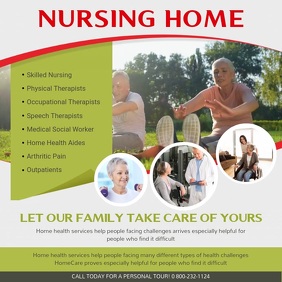 NURSING HOME
Skilled Nursing
Physical Therapists
Occupational Therapists
Speech Therapists
Medical Social Worker
Home Health Aides
Arthritic Pain
Outpatients
LET OUR FAMILY TAKE CARE OF YOURS
Home health services help people facing challenges arrives especially helpful for
people who find it difficult
Home health services help people facing many different types of health challenges
HomeCare proves especially helpful for people who find it difficult
CALL TODAY FOR A PERSONAL TOUR! 0 800-232-1124